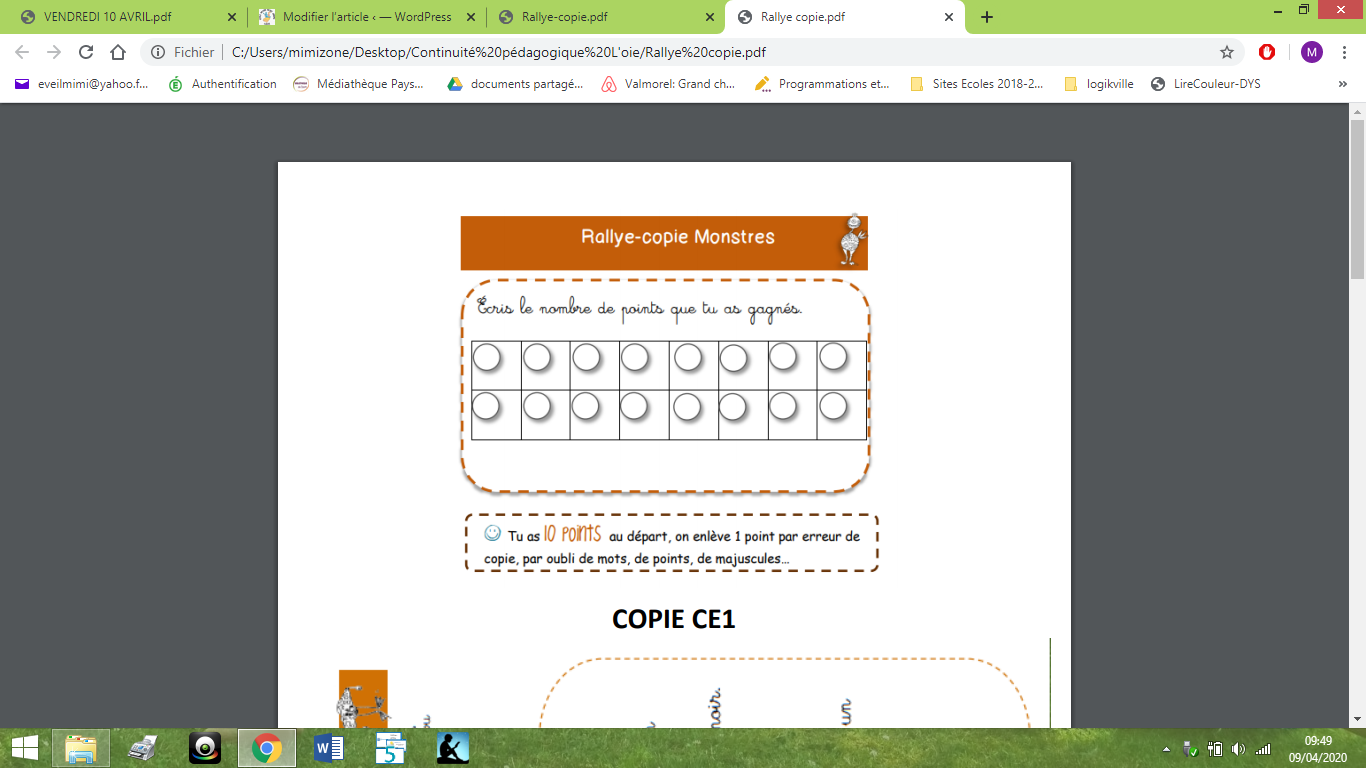 VENDREDI 10 AVRIL.pdf
Modifier l'article ‹ — WordPress
Rallye-copie.pdf
Rallye copie.pdf
Fichier
C:/Users/mimizone/Desktop/Continuité%20pédagogique%20L'oie/Rallye%20copie.pdf
M
eveilmimi@yahoo.f...
Authentification
Médiathèque Pays...
documents partagé...
Valmorel: Grand ch...
Programmations et...
Sites Ecoles 2018-2...
logikville
LireCouleur-DYS
»
Rallye-copie Monstres
Écris le nombre de points que tu as gagnés.
Tu as 10 points au départ, on enlève 1 point par erreur de
copie, par oubli de mots, de points, de majuscules...
COPIE CE1
noir.
un
09:49
09/04/2020